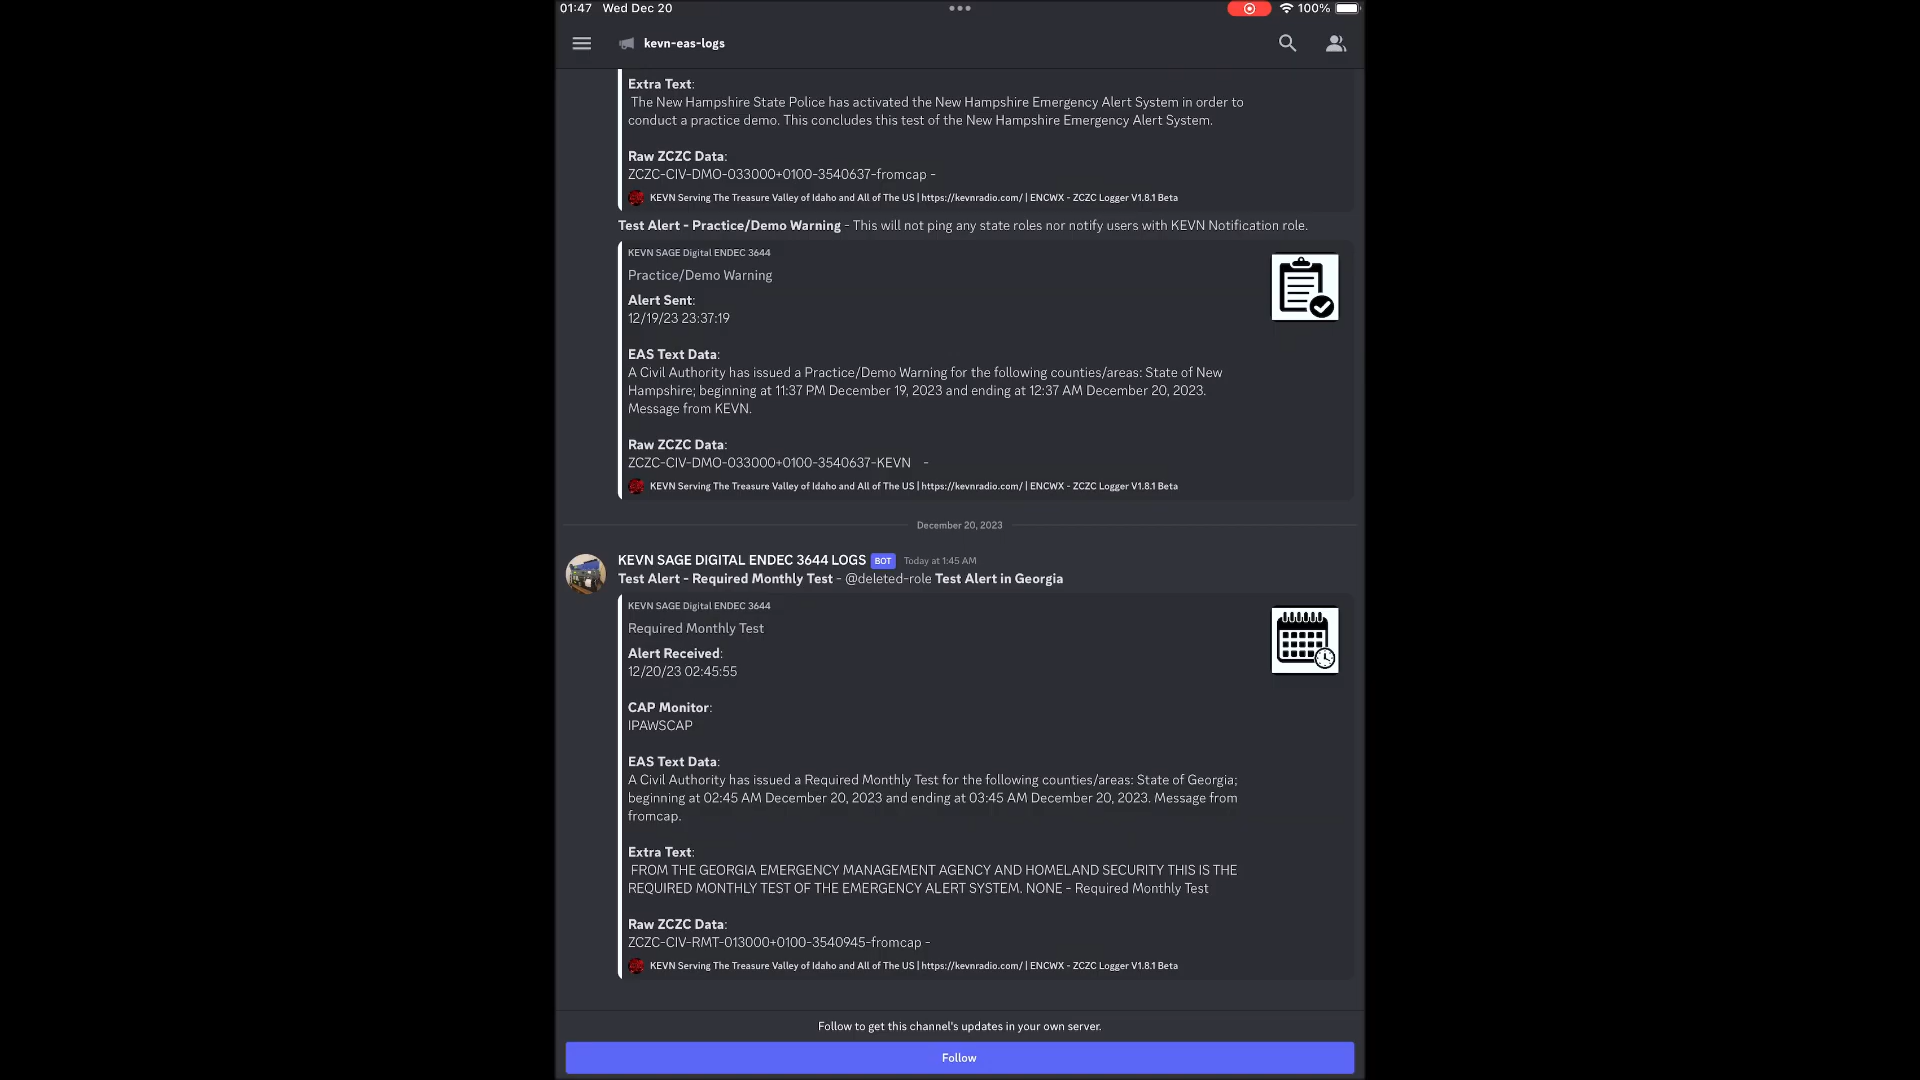 01:47 Wed Dec 20
100%
kevn-eas-logs
Extra Text:
The New Hampshire State Police has activated the New Hampshire Emergency Alert System in order to
conduct a practice demo. This concludes this test of the New Hampshire Emergency Alert System.
Raw ZCZC Data:
ZCZC-CIV-DMO-033000+0100-3540637-fromcap -
KEVN Serving The Treasure Valley of Idaho and All of The US | https://kevnradio.com/ | ENCWX - ZCZC Logger V1.8.1 Beta
Test Alert - Practice/Demo Warning - This will not ping any state roles nor notify users with KEVN Notification role.
KEVN SAGE Digital ENDEC 3644
Practice/Demo Warning
Alert Sent:
12/19/23 23:37:19
EAS Text Data:
A Civil Authority has issued a Practice/Demo Warning for the following counties/areas: State of New
Hampshire; beginning at 11:37 PM December 19, 2023 and ending at 12:37 AM December 20, 2023.
Message from KEVN.
Raw ZCZC Data:
ZCZC-CIV-DMO-033000+0100-3540637-KEVN -
KEVN Serving The Treasure Valley of Idaho and All of The US | https://kevnradio.com/ | ENCWX - ZCZC Logger V1.8.1 Beta
December 20, 2023
KEVN SAGE DIGITAL ENDEC 3644 LOGS BOT Today at 1:45 AM
Test Alert - Required Monthly Test - @deleted-role Test Alert in Georgia
KEVN SAGE Digital ENDEC 3644
Required Monthly Test
Alert Received:
12/20/23 02:45:55
CAP Monitor:
IPAWSCAP
EAS Text Data:
A Civil Authority has issued a Required Monthly Test for the following counties/areas: State of Georgia;
beginning at 02:45 AM December 20, 2023 and ending at 03:45 AM December 20, 2023. Message from
fromcap.
Extra Text:
FROM THE GEORGIA EMERGENCY MANAGEMENT AGENCY AND HOMELAND SECURITY THIS IS THE
REQUIRED MONTHLY TEST OF THE EMERGENCY ALERT SYSTEM. NONE - Required Monthly Test
Raw ZCZC Data:
ZCZC-CIV-RMT-013000+0100-3540945-fromcap -
KEVN Serving The Treasure Valley of Idaho and All of The US | https://kevnradio.com/ | ENCWX - ZCZC Logger V1.8.1 Beta
Follow to get this channel's updates in your own server.
Follow